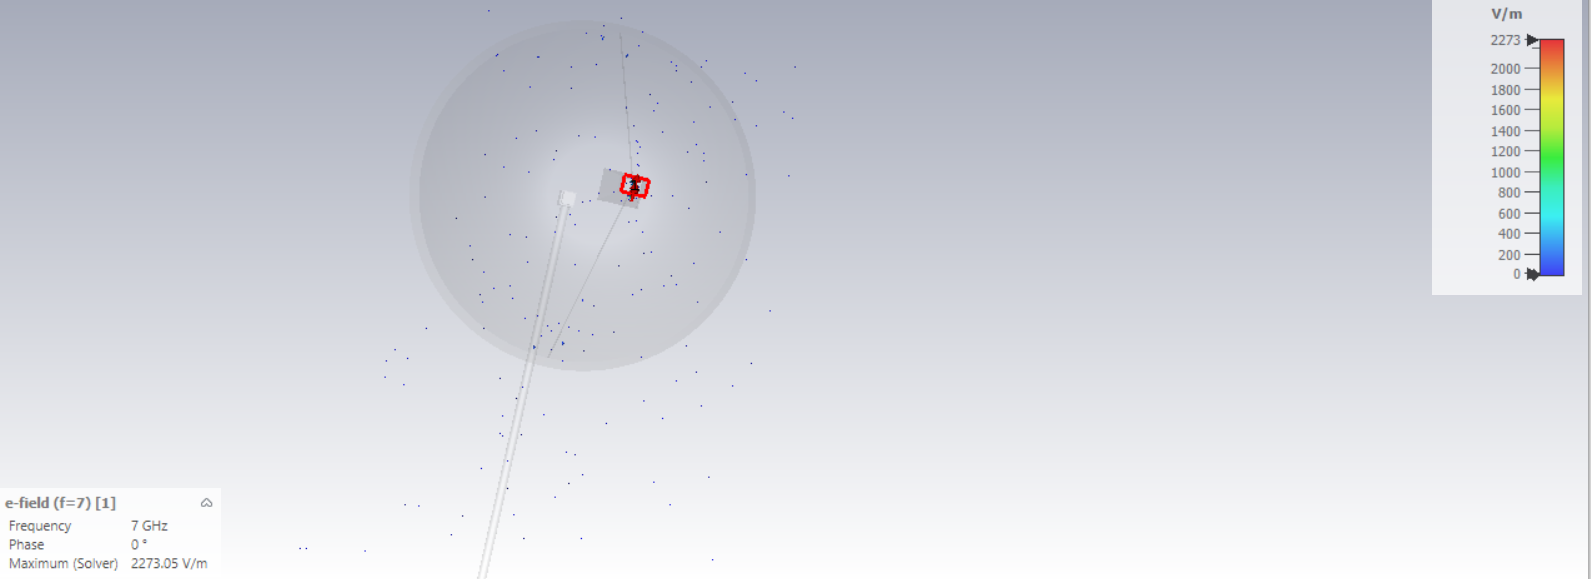 V/m
2273
2000
1800
1600
1400
1200
1000
800
600
400
200
0
e-field (f=7) [1]
Frequency 7 GHz
Phase 0 °
Maximum (Solver) 2273.05 V/m